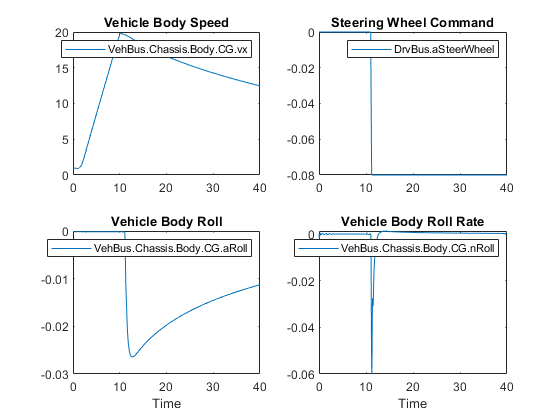 Vehicle Body Speed
20
VehBus.Chassis.Body.CG.vx
15
10
5
0
0 10 20 30 40
Steering Wheel Command
0
DrvBus.aSteerWheel
-0.02
-0.04
-0.06
-0.08
0 10 20 30 40
Vehicle Body Roll
0
VehBus.Chassis.Body.CG.aRoll
-0.01
-0.02
-0.03
0 10 20 30 40
Time
Vehicle Body Roll Rate
0
VehBus.Chassis.Body.CG.nRoll
-0.02
-0.04
-0.06
0 10 20 30 40
Time